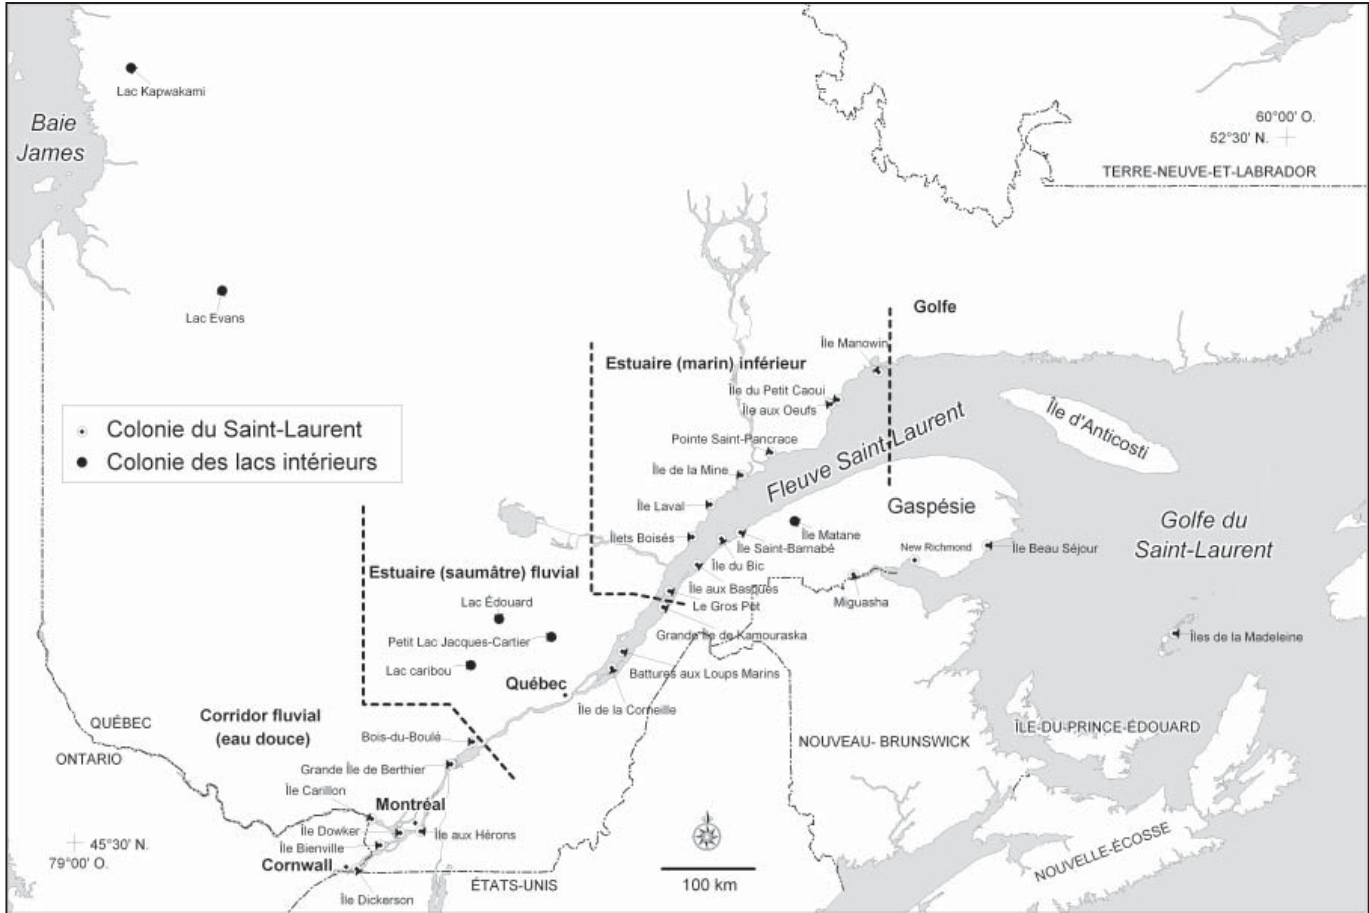 Lac Kapwakami
Baie
James
60°00' O.
52°30' N.
TERRE-NEUVE-ET-LABRADOR
Lac Evans
Golfe
Île Manowin
Estuaire (marin) inférieur
Île du Petit Caoui
Île aux Oeufs
Île d'Anticosti
Colonie du Saint-Laurent
Colonie des lacs intérieurs
Pointe Saint-Pancrace
Fleuve Saint-Laurent
Île de la Mine
Île Laval
Gaspésie
Golfe du
Saint-Laurent
Îlets Boisés
Île Matane
Île Saint-Barnabé
New Richmond
Île Beau Séjour
Île du Bic
Estuaire (saumâtre) fluvial
Île aux Basques
Miguasha
Lac Édouard
Le Gros Pot
Petit Lac Jacques-Cartier
Grande Île de Kamouraska
Îles de la Madeleine
Lac caribou
Battures aux Loups Marins
Québec
Île de la Corneille
Corridor fluvial
(eau douce)
QUÉBEC
ONTARIO
Bois-du-Boulé
NOUVEAU- BRUNSWICK
ÎLE-DU-PRINCE-ÉDOUARD
Grande Île de Berthier
Île Carillon
Montréal
Île Dowker
Île aux Hérons
45°30' N.
79°00' O.
Île Bienville
Cornwall
NOUVELLE-ÉCOSSE
ÉTATS-UNIS
100 km
Île Dickerson